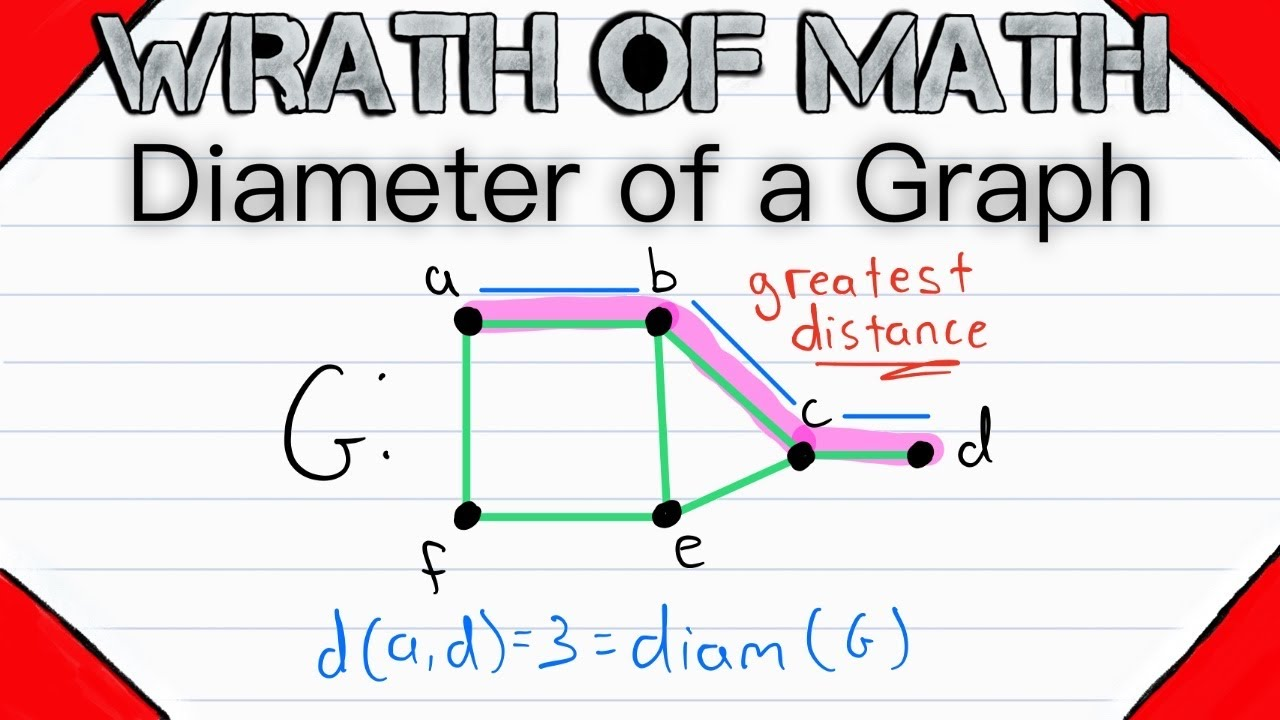 WRATH OF MATH
Diameter of a Graph
a
b
greatest
distance
G:
c
d
f
e
d(a,d)=3=diam(G)